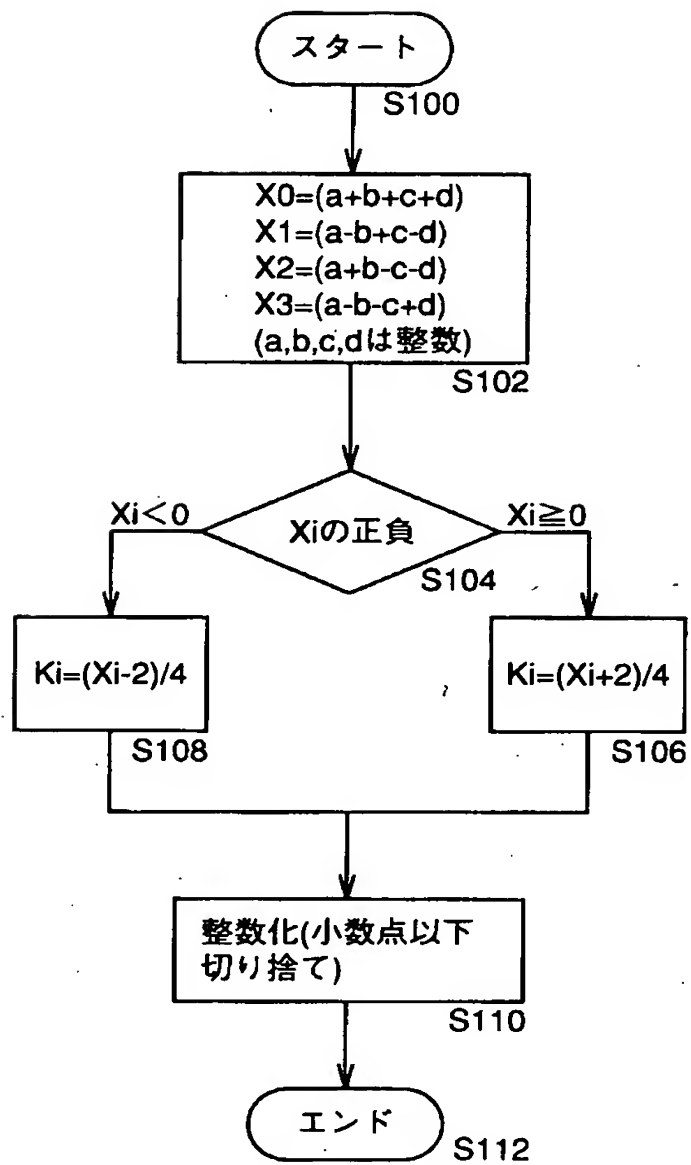 スタート
S100
X0=(a+b+c+d)
X1=(a-b+c-d)
X2=(a+b-c-d)
X3=(a-b-c+d)
(a,b,c,dは整数)
S102
Xi<0
Xiの正負
Xi≧0
S104
Ki=(Xi-2)/4
Ki=(Xi+2)/4
S108
S106
整数化(小数点以下
切り捨て)
S110
エンド
S112